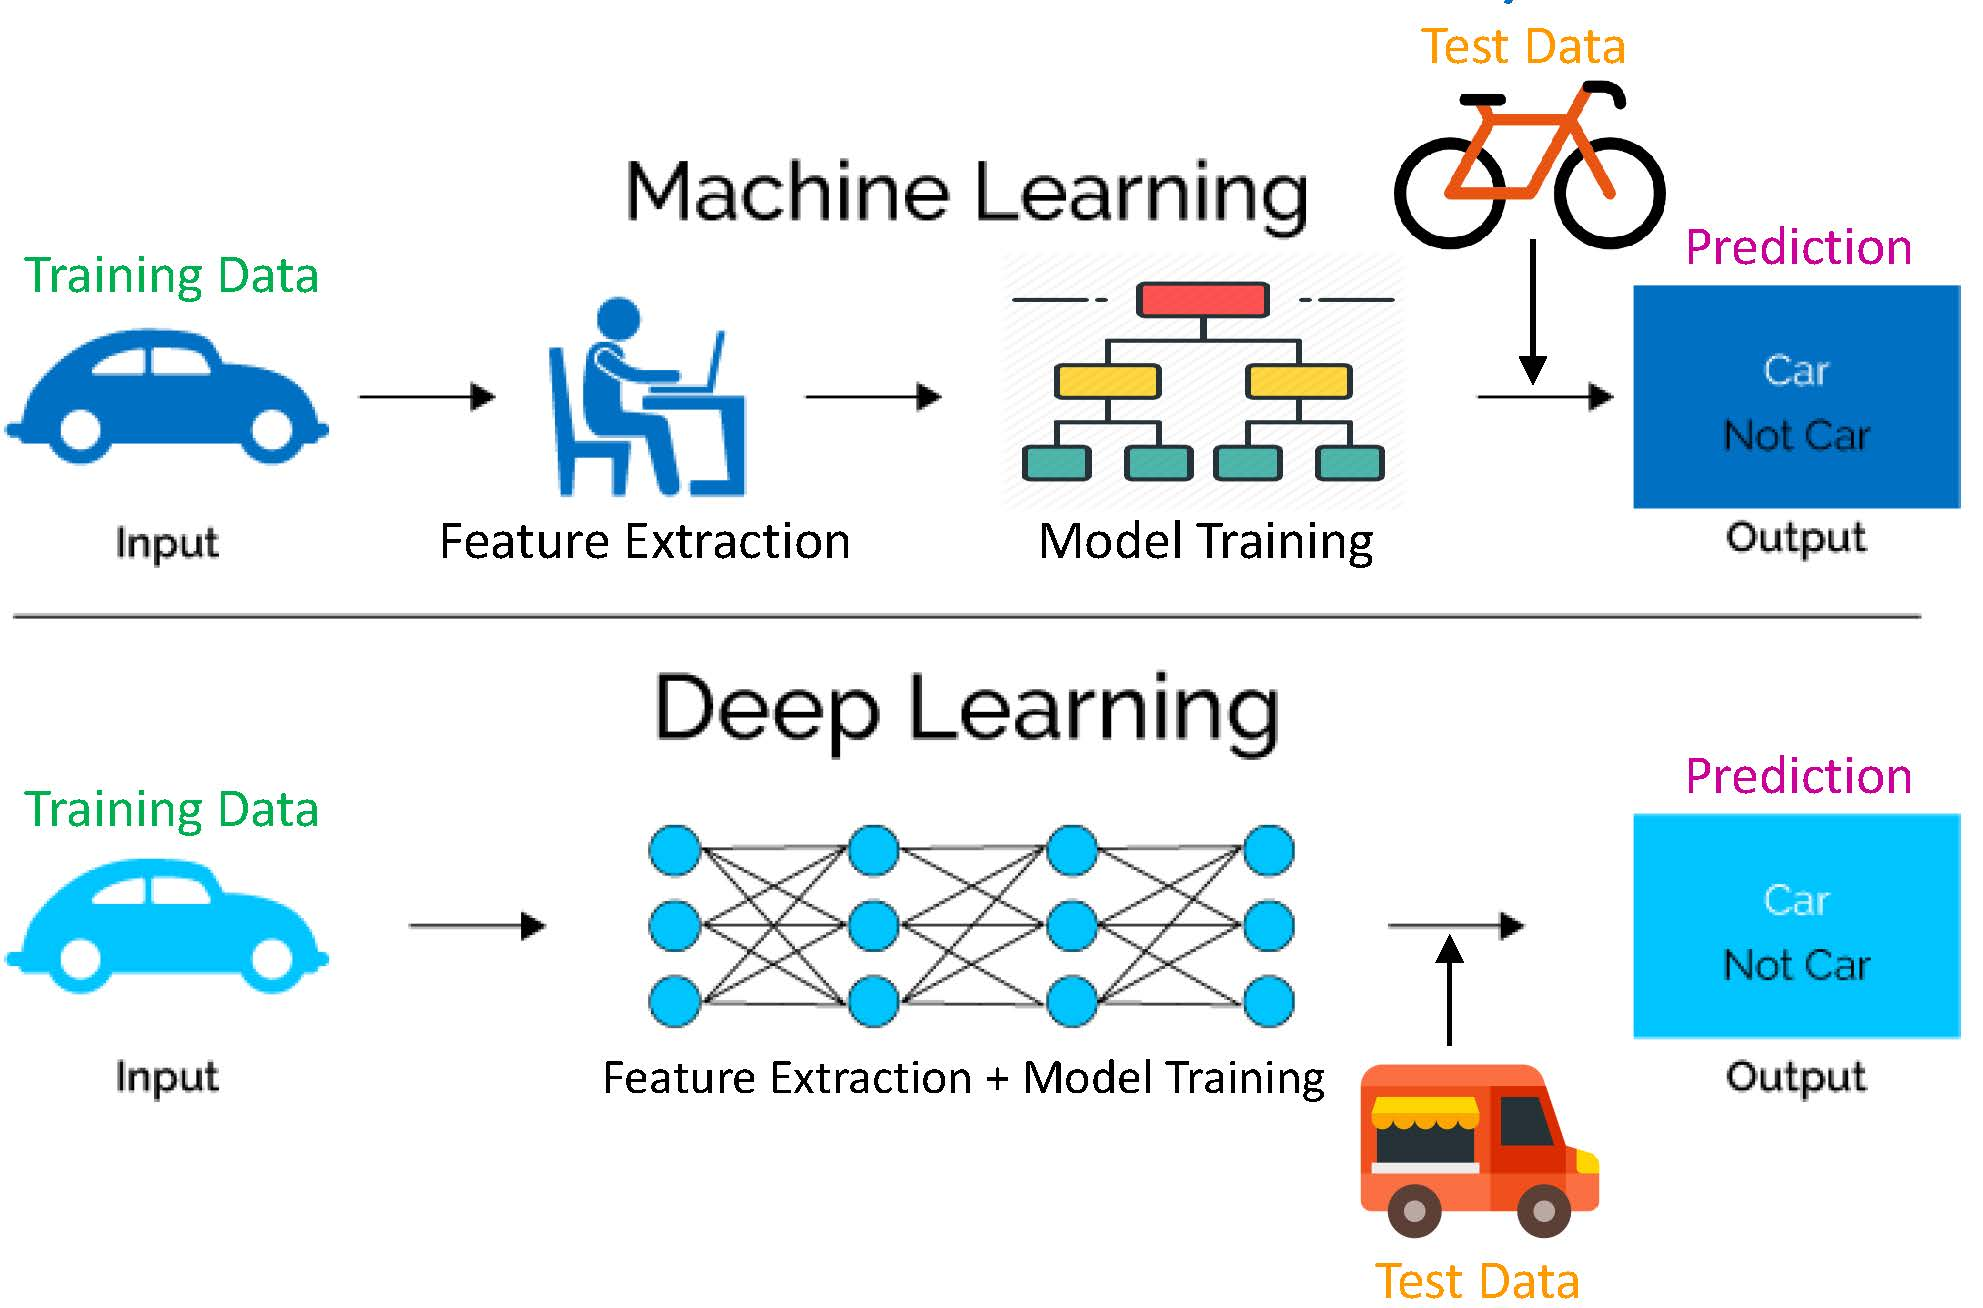 Test Data
Machine Learning
Training Data
Prediction
Car
Not Car
Input
Feature Extraction
Model Training
Output
Deep Learning
Training Data
Prediction
Car
Not Car
Input
Feature Extraction + Model Training
Output
Test Data